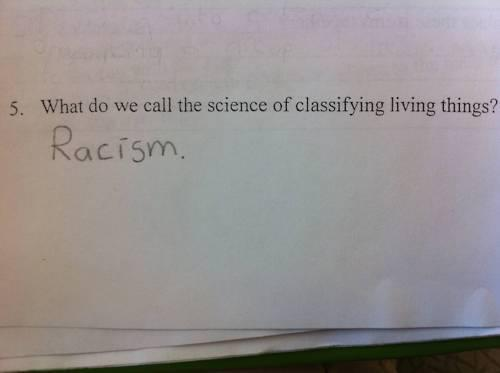 5. What do we call the science of classifying living things?
Racism.